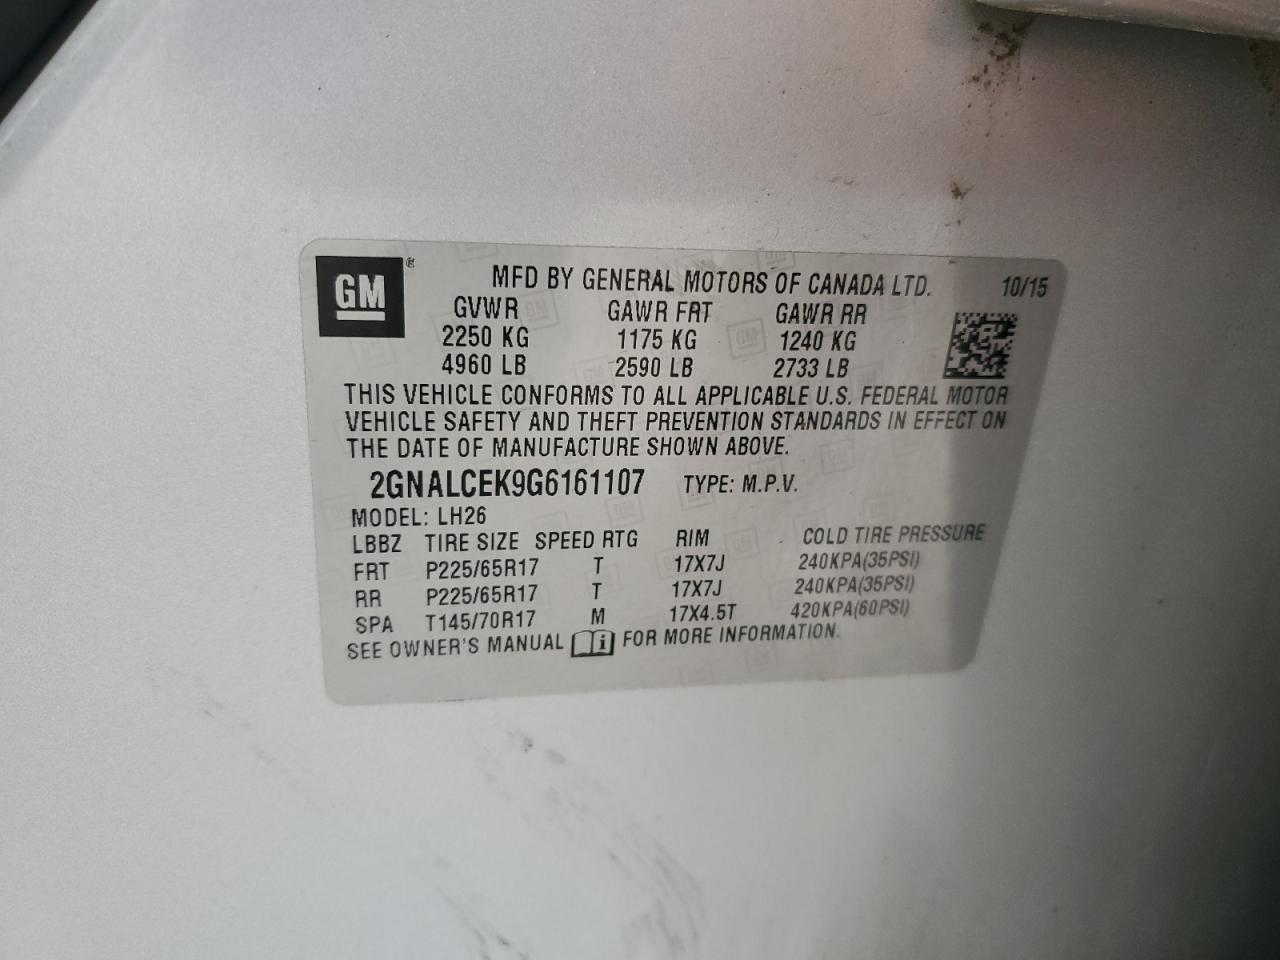 GM ® MFD BY GENERAL MOTORS OF CANADA LTD. 10/15
GVWR GAWR FRT GAWR RR
2250 KG 1175 KG 1240 KG
4960 LB 2590 LB 2733 LB
THIS VEHICLE CONFORMS TO ALL APPLICABLE U.S. FEDERAL MOTOR
VEHICLE SAFETY AND THEFT PREVENTION STANDARDS IN EFFECT ON
THE DATE OF MANUFACTURE SHOWN ABOVE.
2GNALCEK9G6161107 TYPE: M.P.V.
MODEL: LH26
LBBZ TIRE SIZE SPEED RTG RIM COLD TIRE PRESSURE
FRT P225/65R17 T 17X7J 240KPA(35PSI)
RR P225/65R17 T 17X7J 240KPA(35PSI)
SPA T145/70R17 M 17X4.5T 420KPA(60PSI)
SEE OWNER'S MANUAL i FOR MORE INFORMATION.